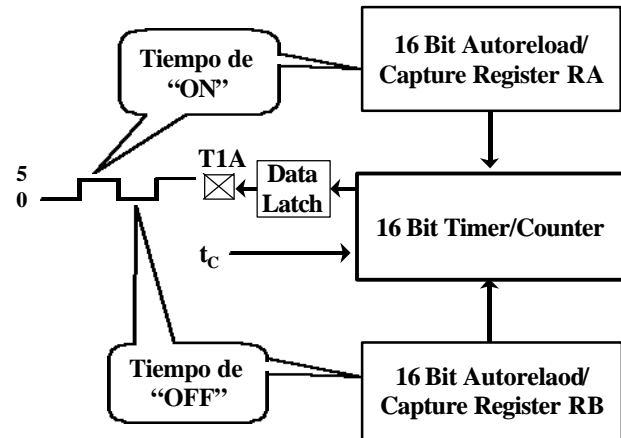 Tiempo de
“ON”
16 Bit Autoreload/
Capture Register RA
5
0
T1A
Data
Latch
16 Bit Timer/Counter
tC
Tiempo de
“OFF”
16 Bit Autorelaod/
Capture Register RB